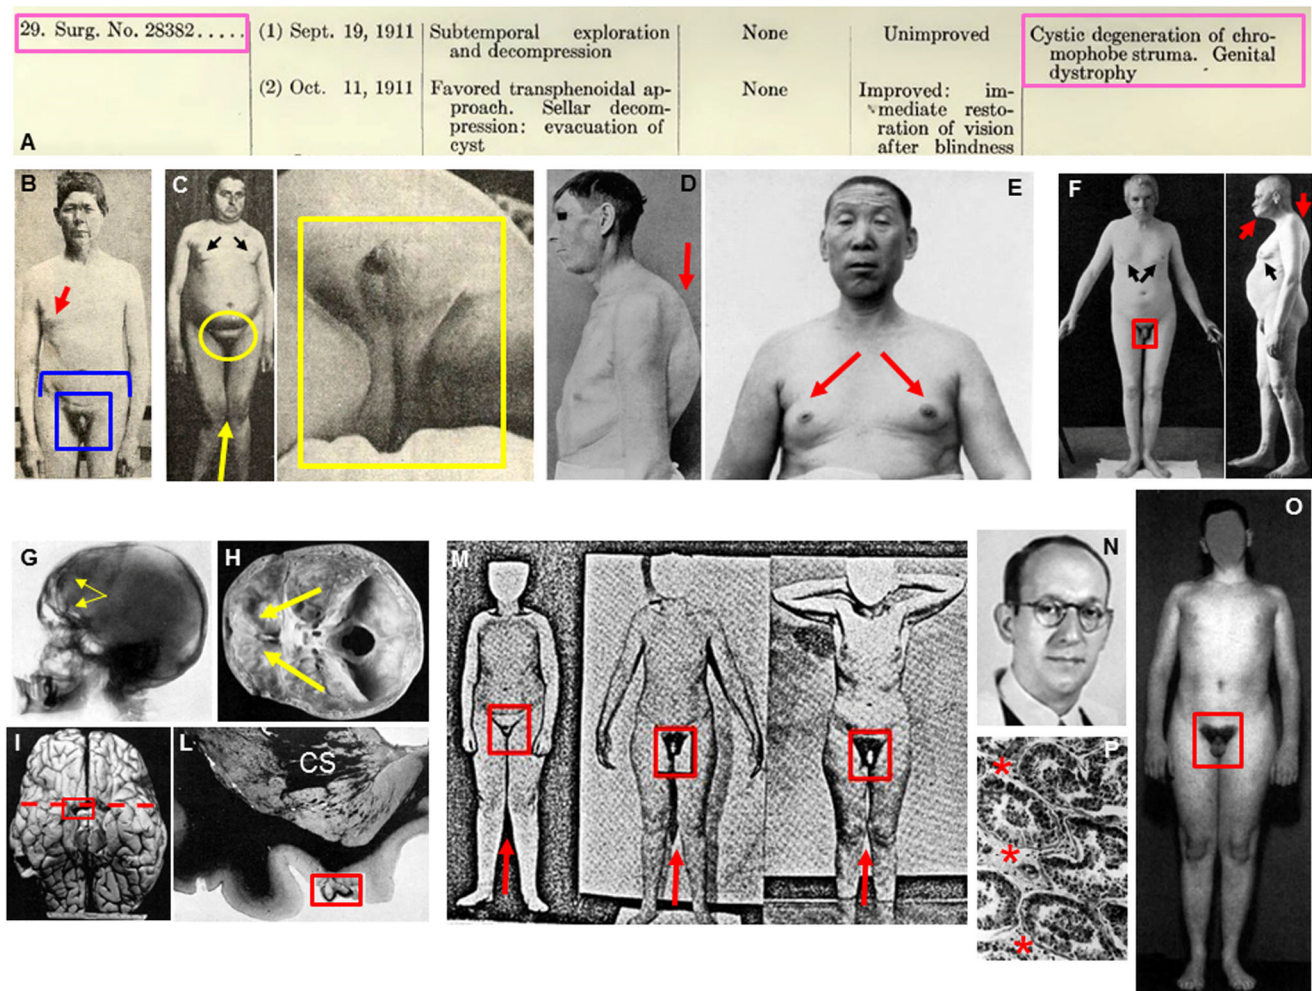 29. Surg. No. 28382.....
(1) Sept. 19, 1911
Subtemporal exploration
and decompression
None
Unimproved
Cystic degeneration of chro-
mophobe struma. Genital
dystrophy
(2) Oct. 11, 1911
Favored transphenoidal ap-
proach. Sellar decom-
pression: evacuation of
cyst
None
Improved: im-
mediate resto-
ration of vision
after blindness
A
B
C
D
E
F
G
H
I
L
CS
M
N
O
P